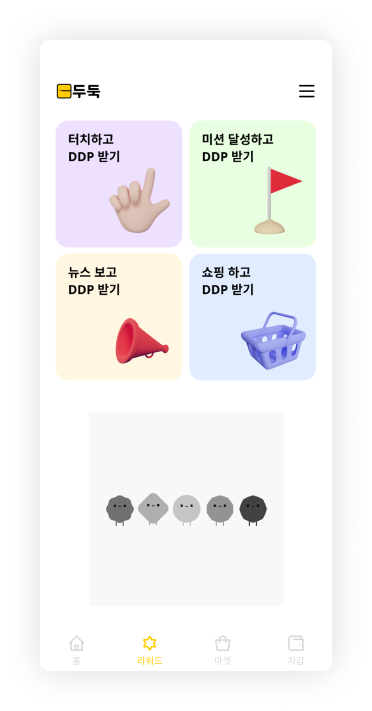 두둑
터치하고
DDP 받기
미션 달성하고
DDP 받기
뉴스 보고
DDP 받기
쇼핑 하고
DDP 받기
홈
리워드
마켓
지갑